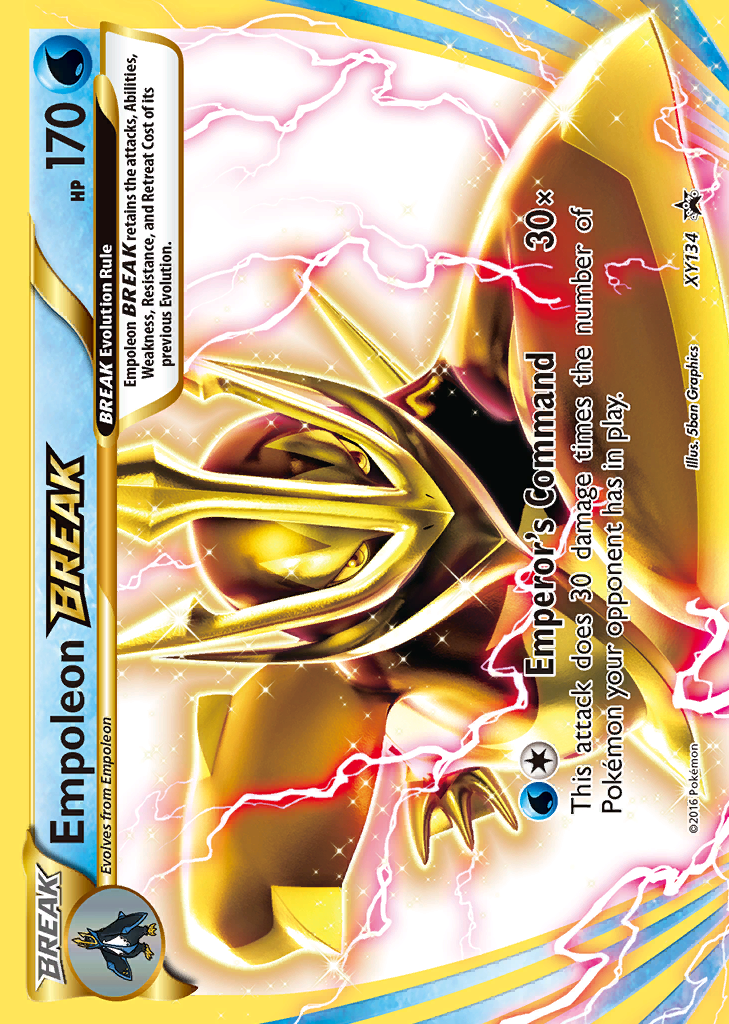 BREAK
Empoleon BREAK
HP 170
Evolves from Empoleon
BREAK Evolution Rule
Empoleon BREAK retains the attacks, Abilities,
Weakness, Resistance, and Retreat Cost of its
previous Evolution.
Emperor's Command 30×
This attack does 30 damage times the number of
Pokémon your opponent has in play.
Illus. 5ban Graphics
XY134
©2016 Pokémon